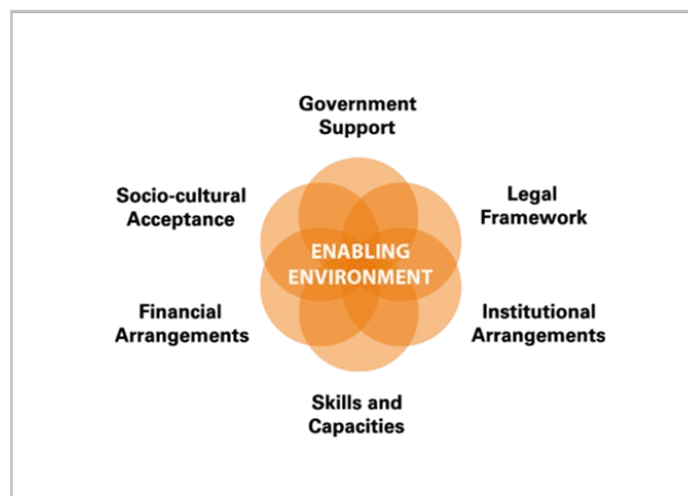 Government
Support
Socio-cultural
Acceptance
Legal
Framework
ENABLING
ENVIRONMENT
Financial
Arrangements
Institutional
Arrangements
Skills and
Capacities